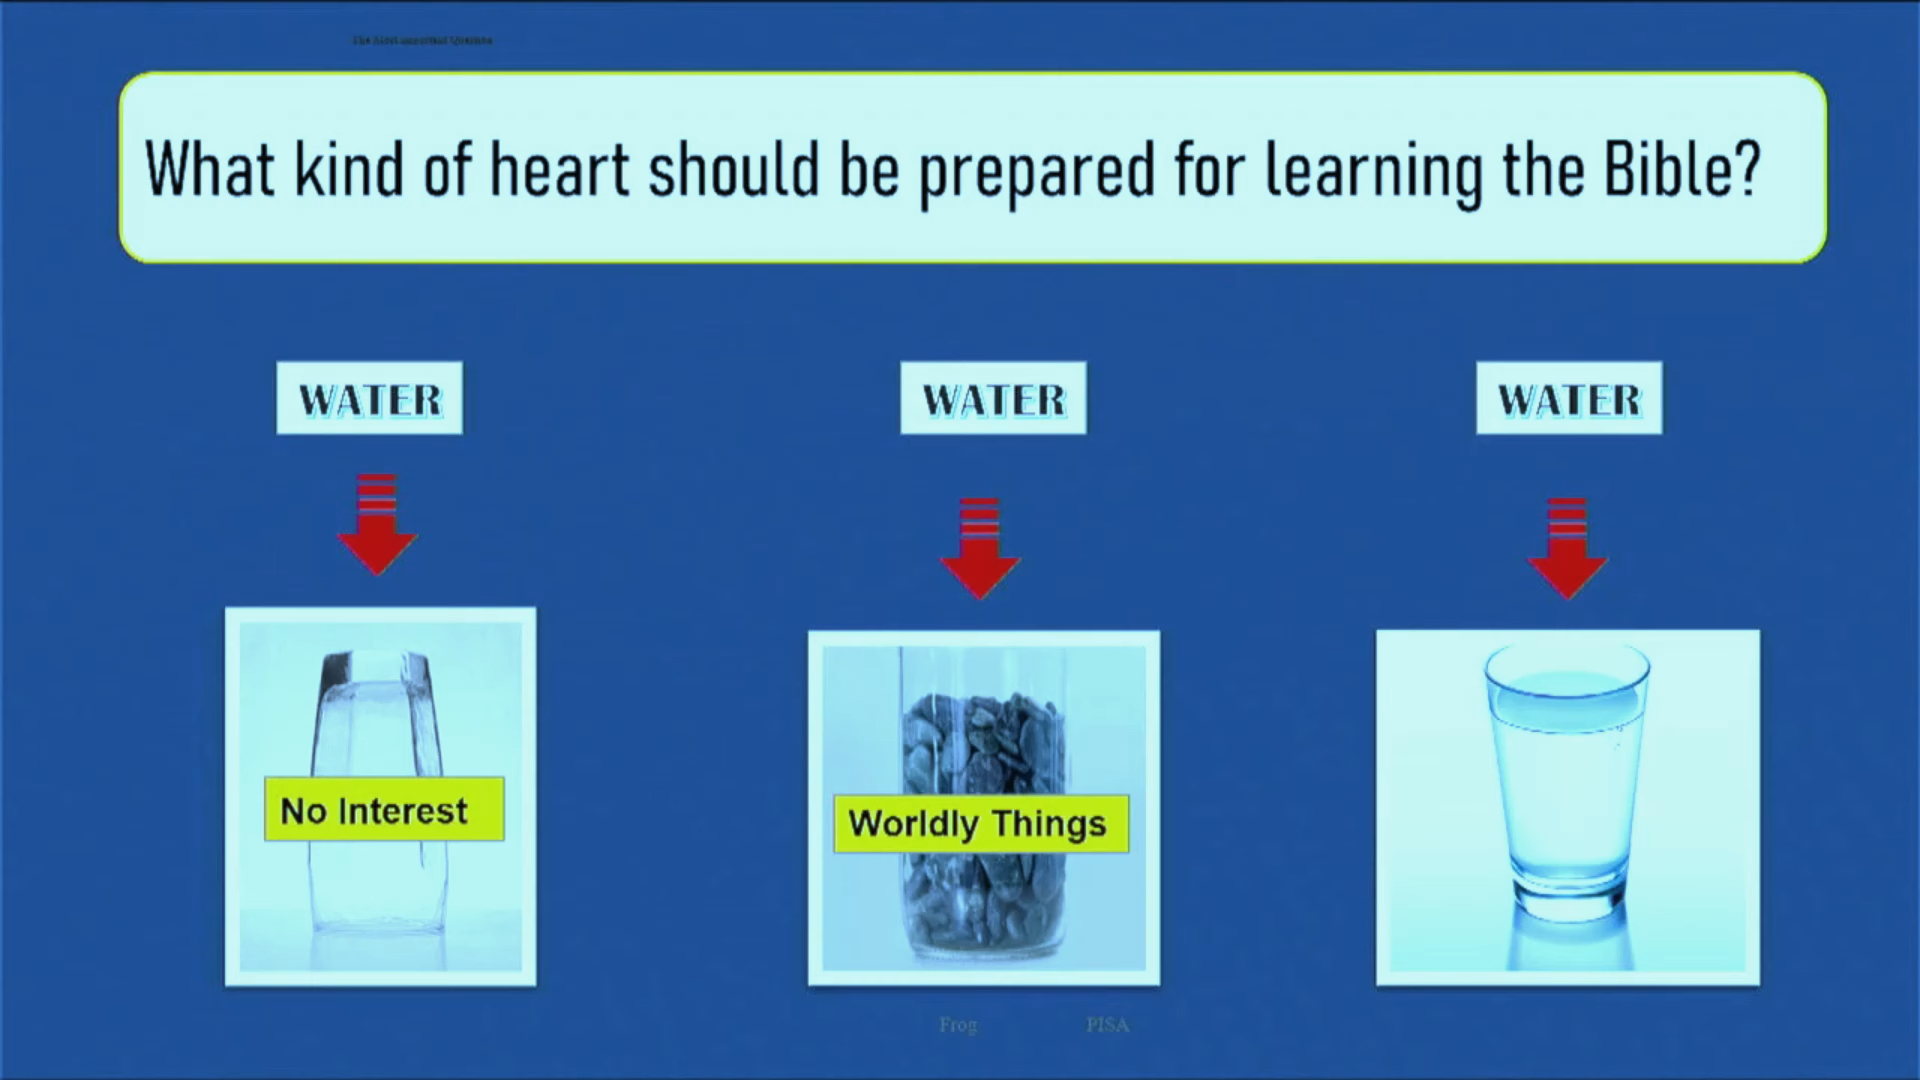 What kind of heart should be prepared for learning the Bible?
WATER
WATER
WATER
No Interest
Worldly Things
Frog
PISA